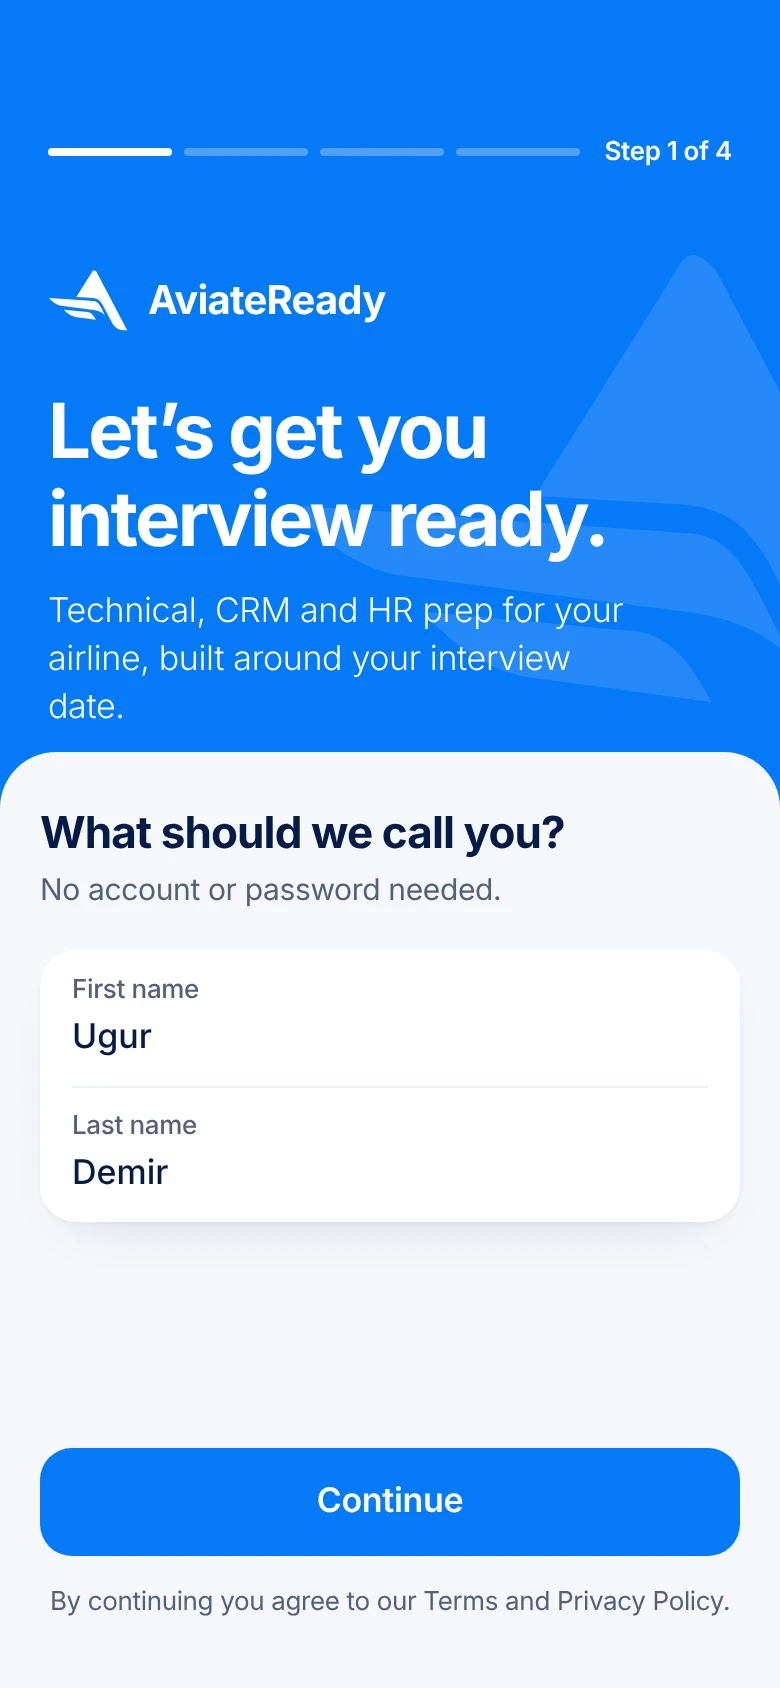 Step 1 of 4
AviateReady
Let’s get you
interview ready.
Technical, CRM and HR prep for your
airline, built around your interview
date.
What should we call you?
No account or password needed.
First name
Ugur
Last name
Demir
Continue
By continuing you agree to our Terms and Privacy Policy.